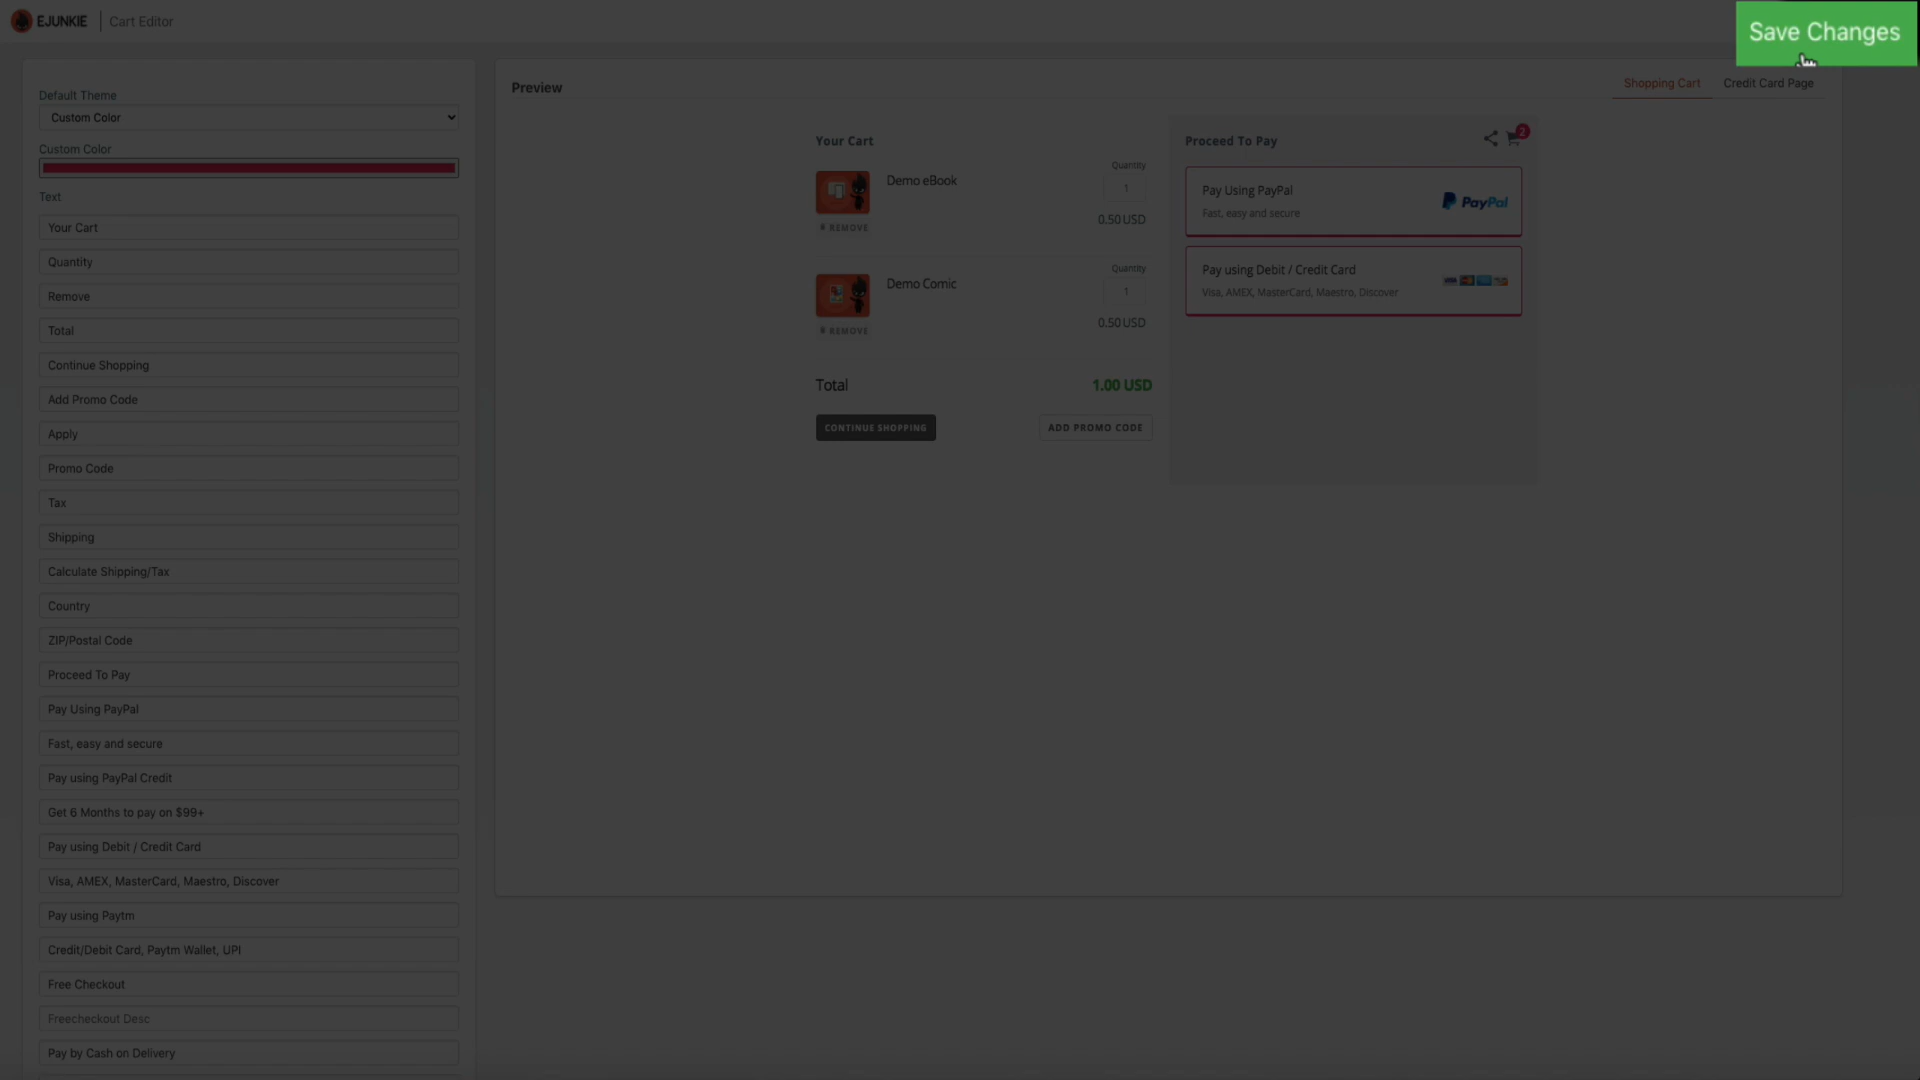 EJUNKIE Cart Editor
Save Changes
Default Theme
Custom Color
Custom Color
Text
Your Cart
Quantity
Remove
Total
Continue Shopping
Add Promo Code
Apply
Promo Code
Tax
Shipping
Calculate Shipping/Tax
Country
ZIP/Postal Code
Proceed To Pay
Pay Using PayPal
Fast, easy and secure
Pay using PayPal Credit
Get 6 Months to pay on $99+
Pay using Debit / Credit Card
Visa, AMEX, MasterCard, Maestro, Discover
Pay using Paytm
Credit/Debit Card, Paytm Wallet, UPI
Free Checkout
Freecheckout Desc
Pay by Cash on Delivery
Preview
Shopping Cart Credit Card Page
Your Cart
Quantity
Demo eBook
1
0.50 USD
REMOVE
Quantity
Demo Comic
1
0.50 USD
REMOVE
Total 1.00 USD
CONTINUE SHOPPING ADD PROMO CODE
Proceed To Pay
2
Pay Using PayPal
Fast, easy and secure
PayPal
Pay using Debit / Credit Card
Visa, AMEX, MasterCard, Maestro, Discover